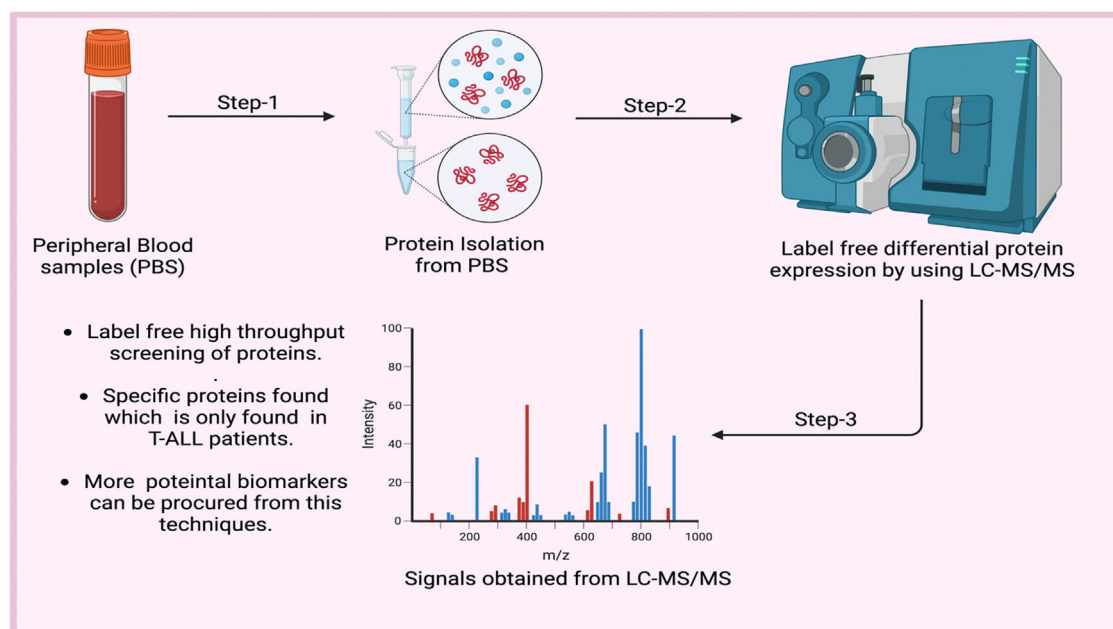 Step-1
Step-2
Peripheral Blood
samples (PBS)
Protein Isolation
from PBS
Label free differential protein
expression by using LC-MS/MS
• Label free high throughput
screening of proteins.
.
• Specific proteins found
which is only found in
T-ALL patients.
• More poteintal biomarkers
can be procured from this
techniques.
Step-3
Intensity
100
80
60
40
20
0
200 400 600 800 1000
m/z
Signals obtained from LC-MS/MS